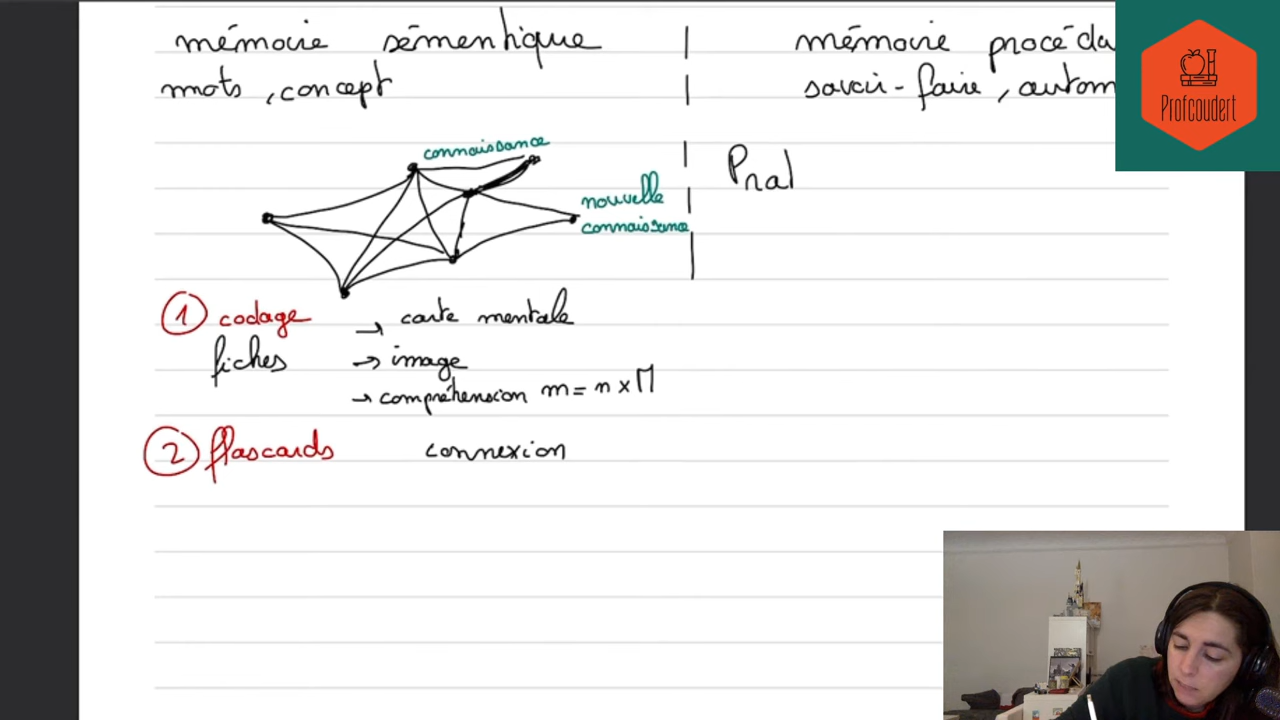 mémoire sémentique
mots, concept
mémoire procédu
savoir-faire, autom
Profcoudert
connaissance
nouvelle
connaissance
Pral
① codage
fiches
→ carte mentale
→ image
→ compréhension m = n x M
② flascards connexion